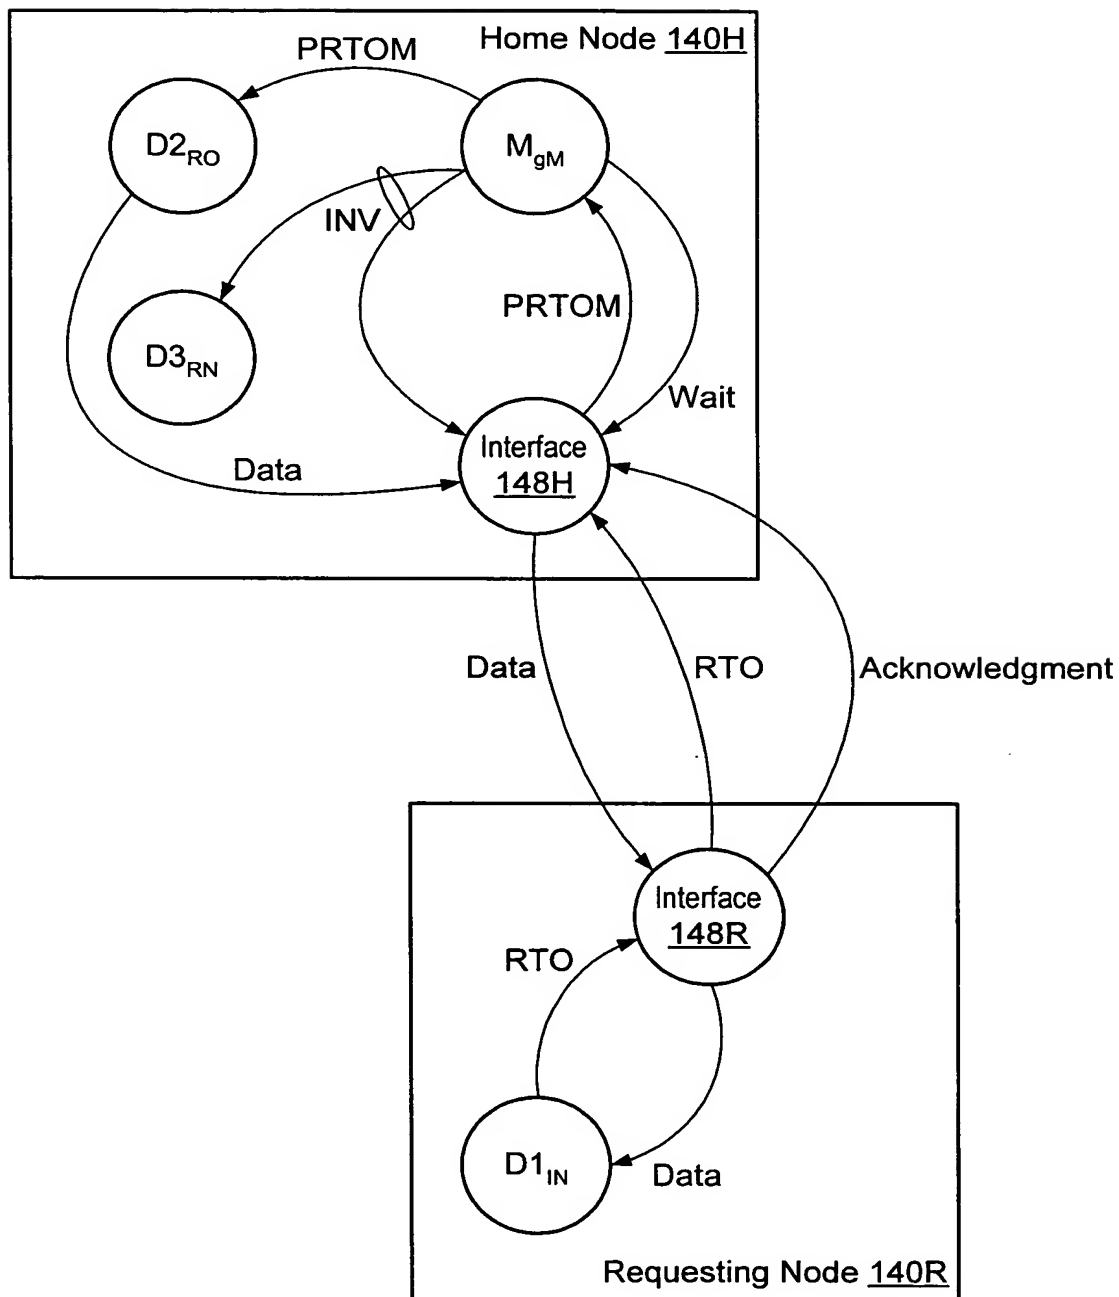 Home Node 140H
PRTOM
D2RO
MgM
INV
D3RN
PRTOM
Wait
Interface
148H
Data
Data
RTO
Acknowledgment
Interface
148R
RTO
D1IN
Data
Requesting Node 140R